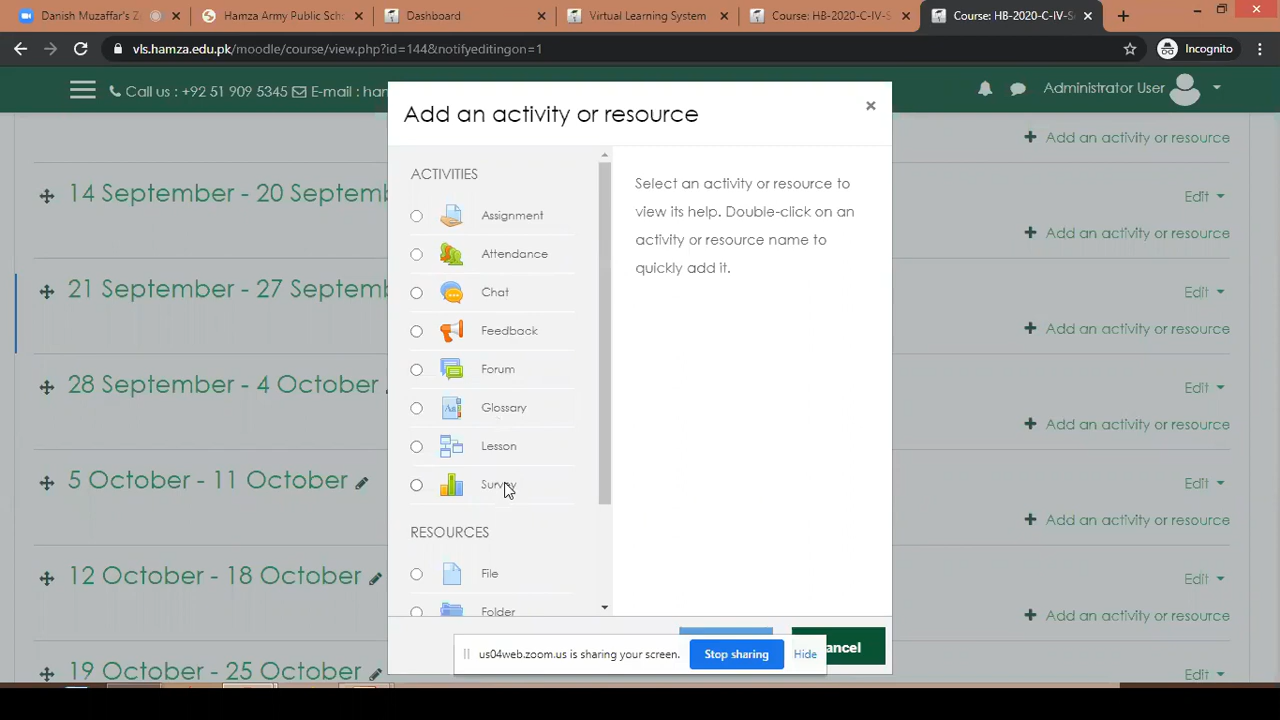 Danish Muzaffar's Z
Hamza Army Public Sch
Dashboard
Virtual Learning System
Course: HB-2020-C-IV-S
Course: HB-2020-C-IV-S
vls.hamza.edu.pk/moodle/course/view.php?id=144&notifyeditingon=1
Incognito
Call us : +92 51 909 5345
E-mail : har
Administrator User
Add an activity or resource
×
Add an activity or resource
14 September - 20 Septemb
Edit
Add an activity or resource
21 September - 27 Septemb
Edit
Add an activity or resource
28 September - 4 October
Edit
Add an activity or resource
5 October - 11 October
Edit
Add an activity or resource
12 October - 18 October
Edit
Add an activity or resource
19 October - 25 October
Edit
ACTIVITIES
Assignment
Attendance
Chat
Feedback
Forum
Glossary
Lesson
Survey
RESOURCES
File
Folder
Select an activity or resource to
view its help. Double-click on an
activity or resource name to
quickly add it.
ancel
us04web.zoom.us is sharing your screen.
Stop sharing
Hide